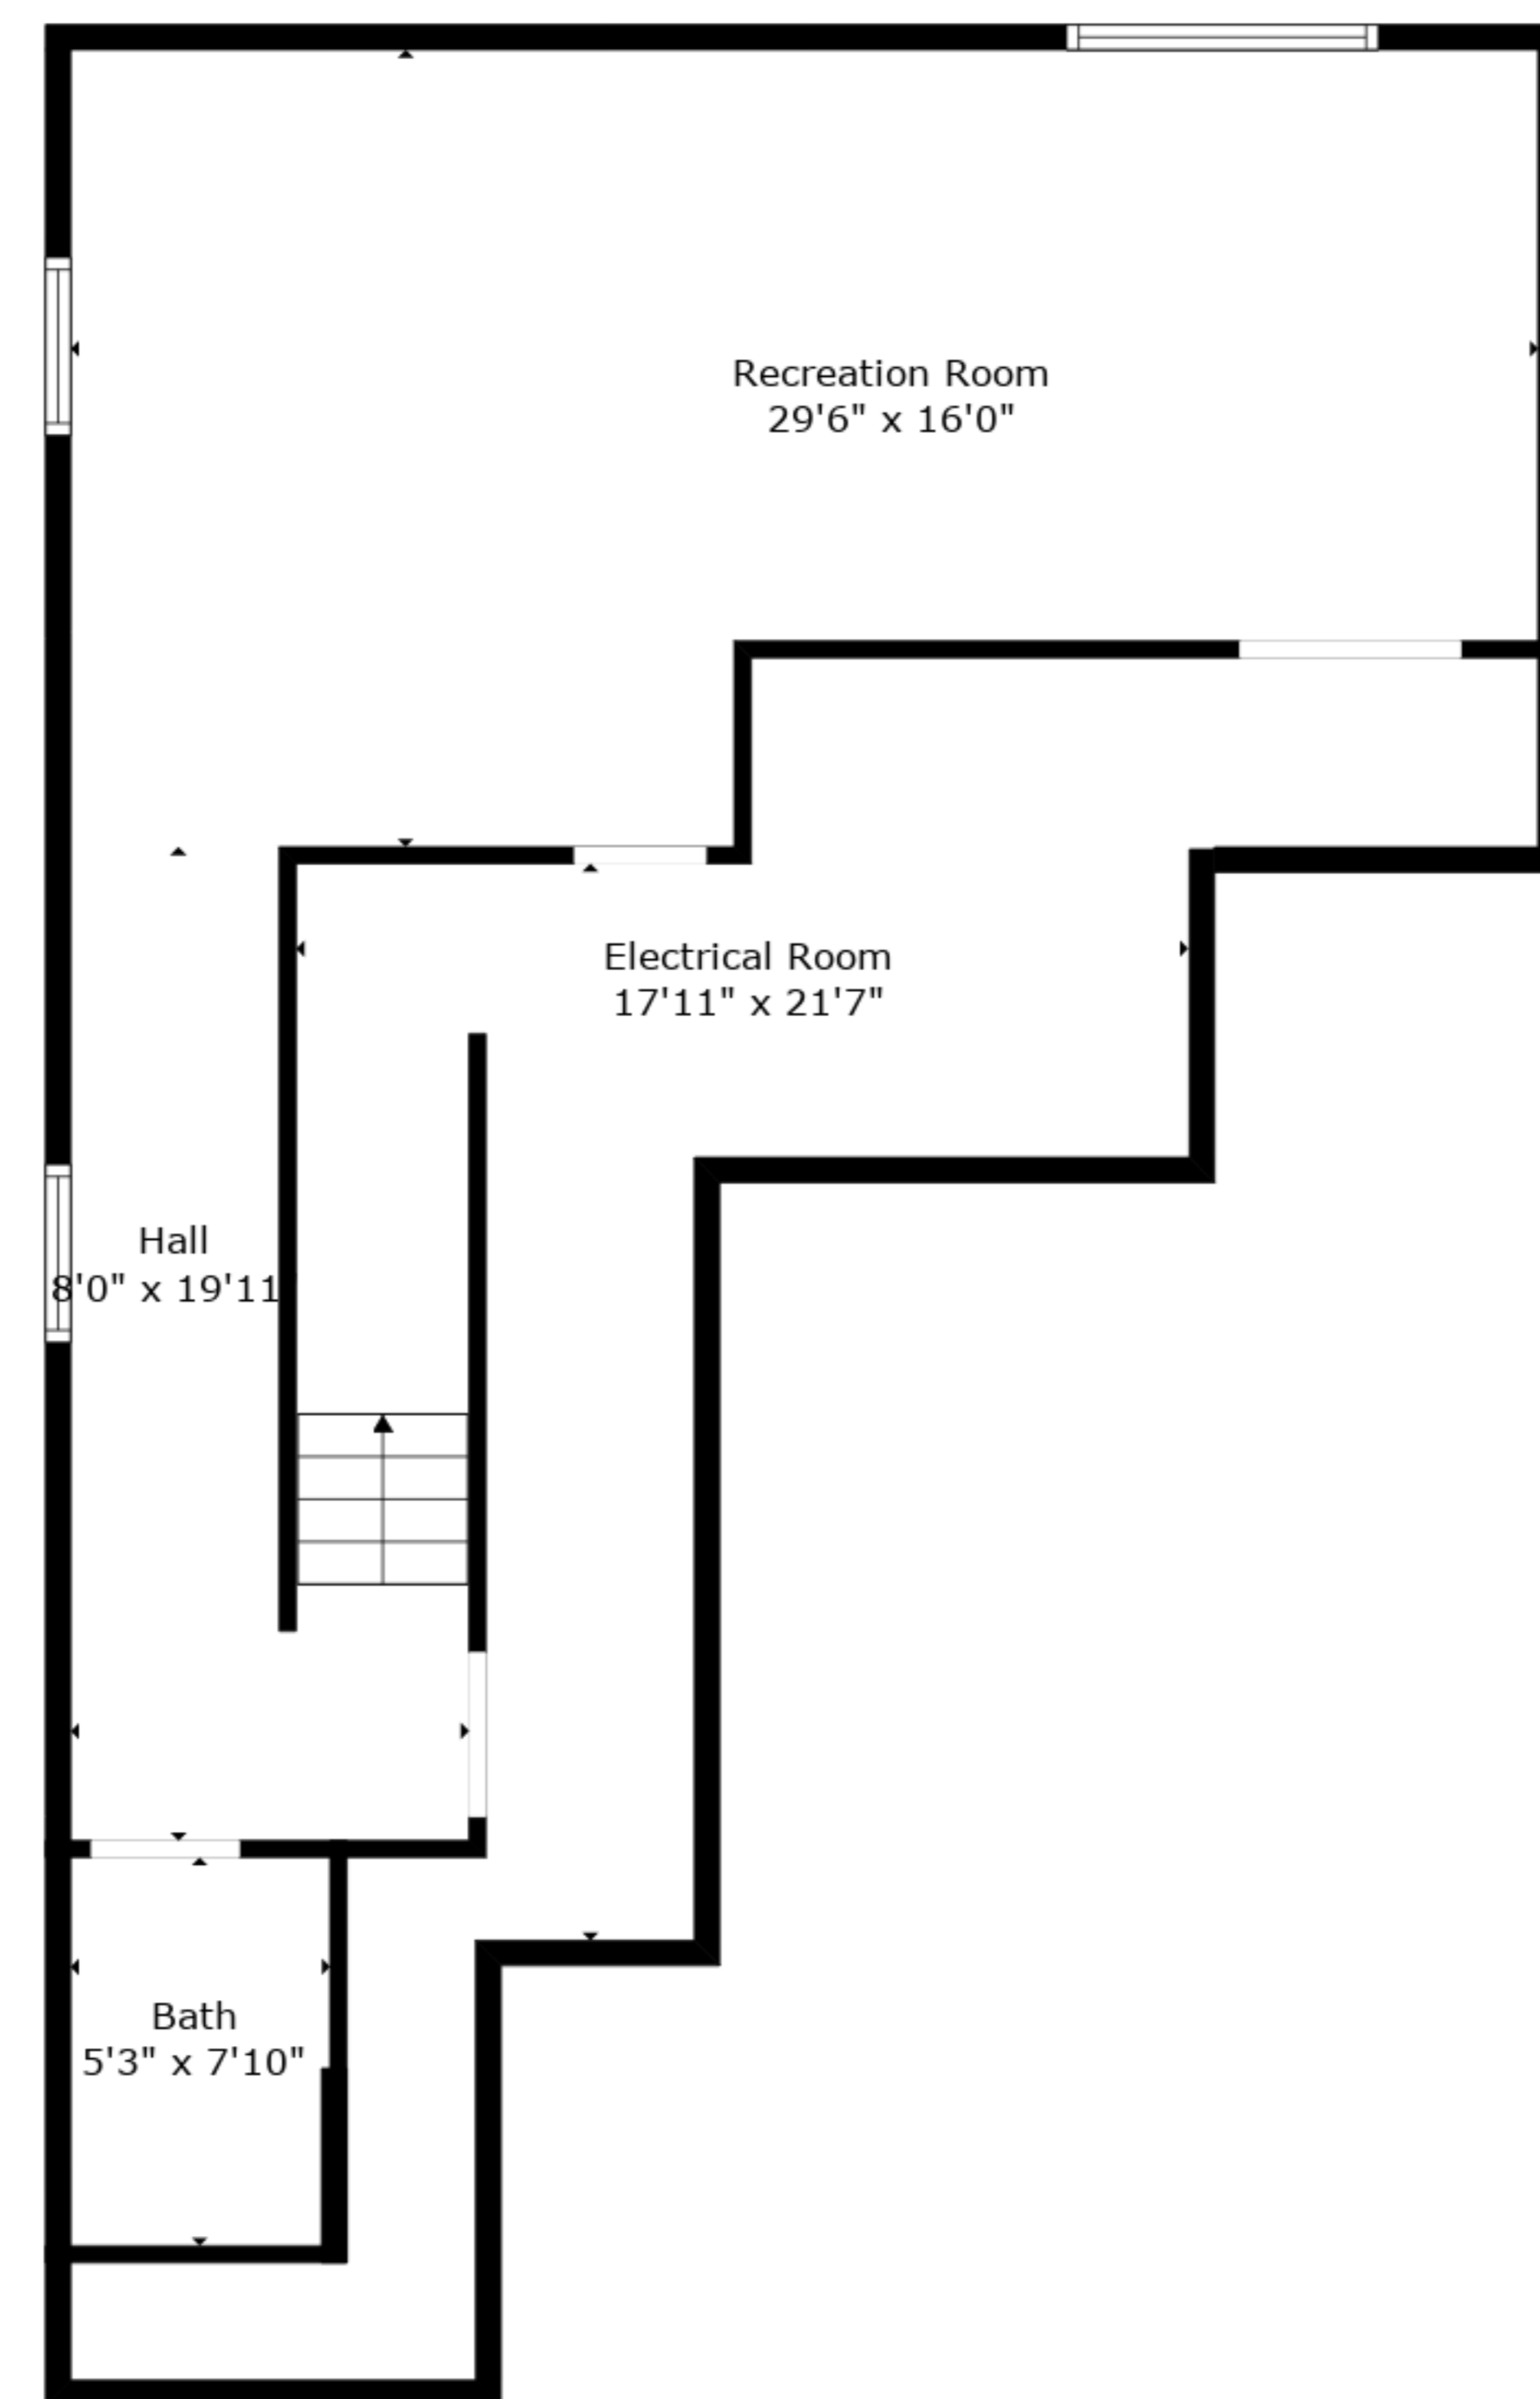 Recreation Room
29'6" x 16'0"
Electrical Room
17'11" x 21'7"
Hall
8'0" x 19'11
Bath
5'3" x 7'10"